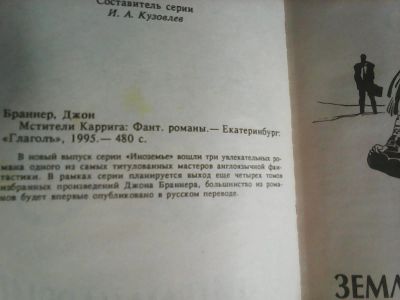 Составитель серии
И. А. Кузовлев
Браннер, Джон
Мстители Каррига: Фант. романы.— Екатеринбург:
«Глаголъ», 1995.— 480 с.
В новый выпуск серии «Иноземье» вошли три увлекательных ро-
мана одного из самых титулованных мастеров англоязычной фан-
тастики. В рамках серии планируется выход еще четырех томов
избранных произведений Джона Браннера, большинство из рома-
нов будет впервые опубликовано в русском переводе.
ЗЕМЛ